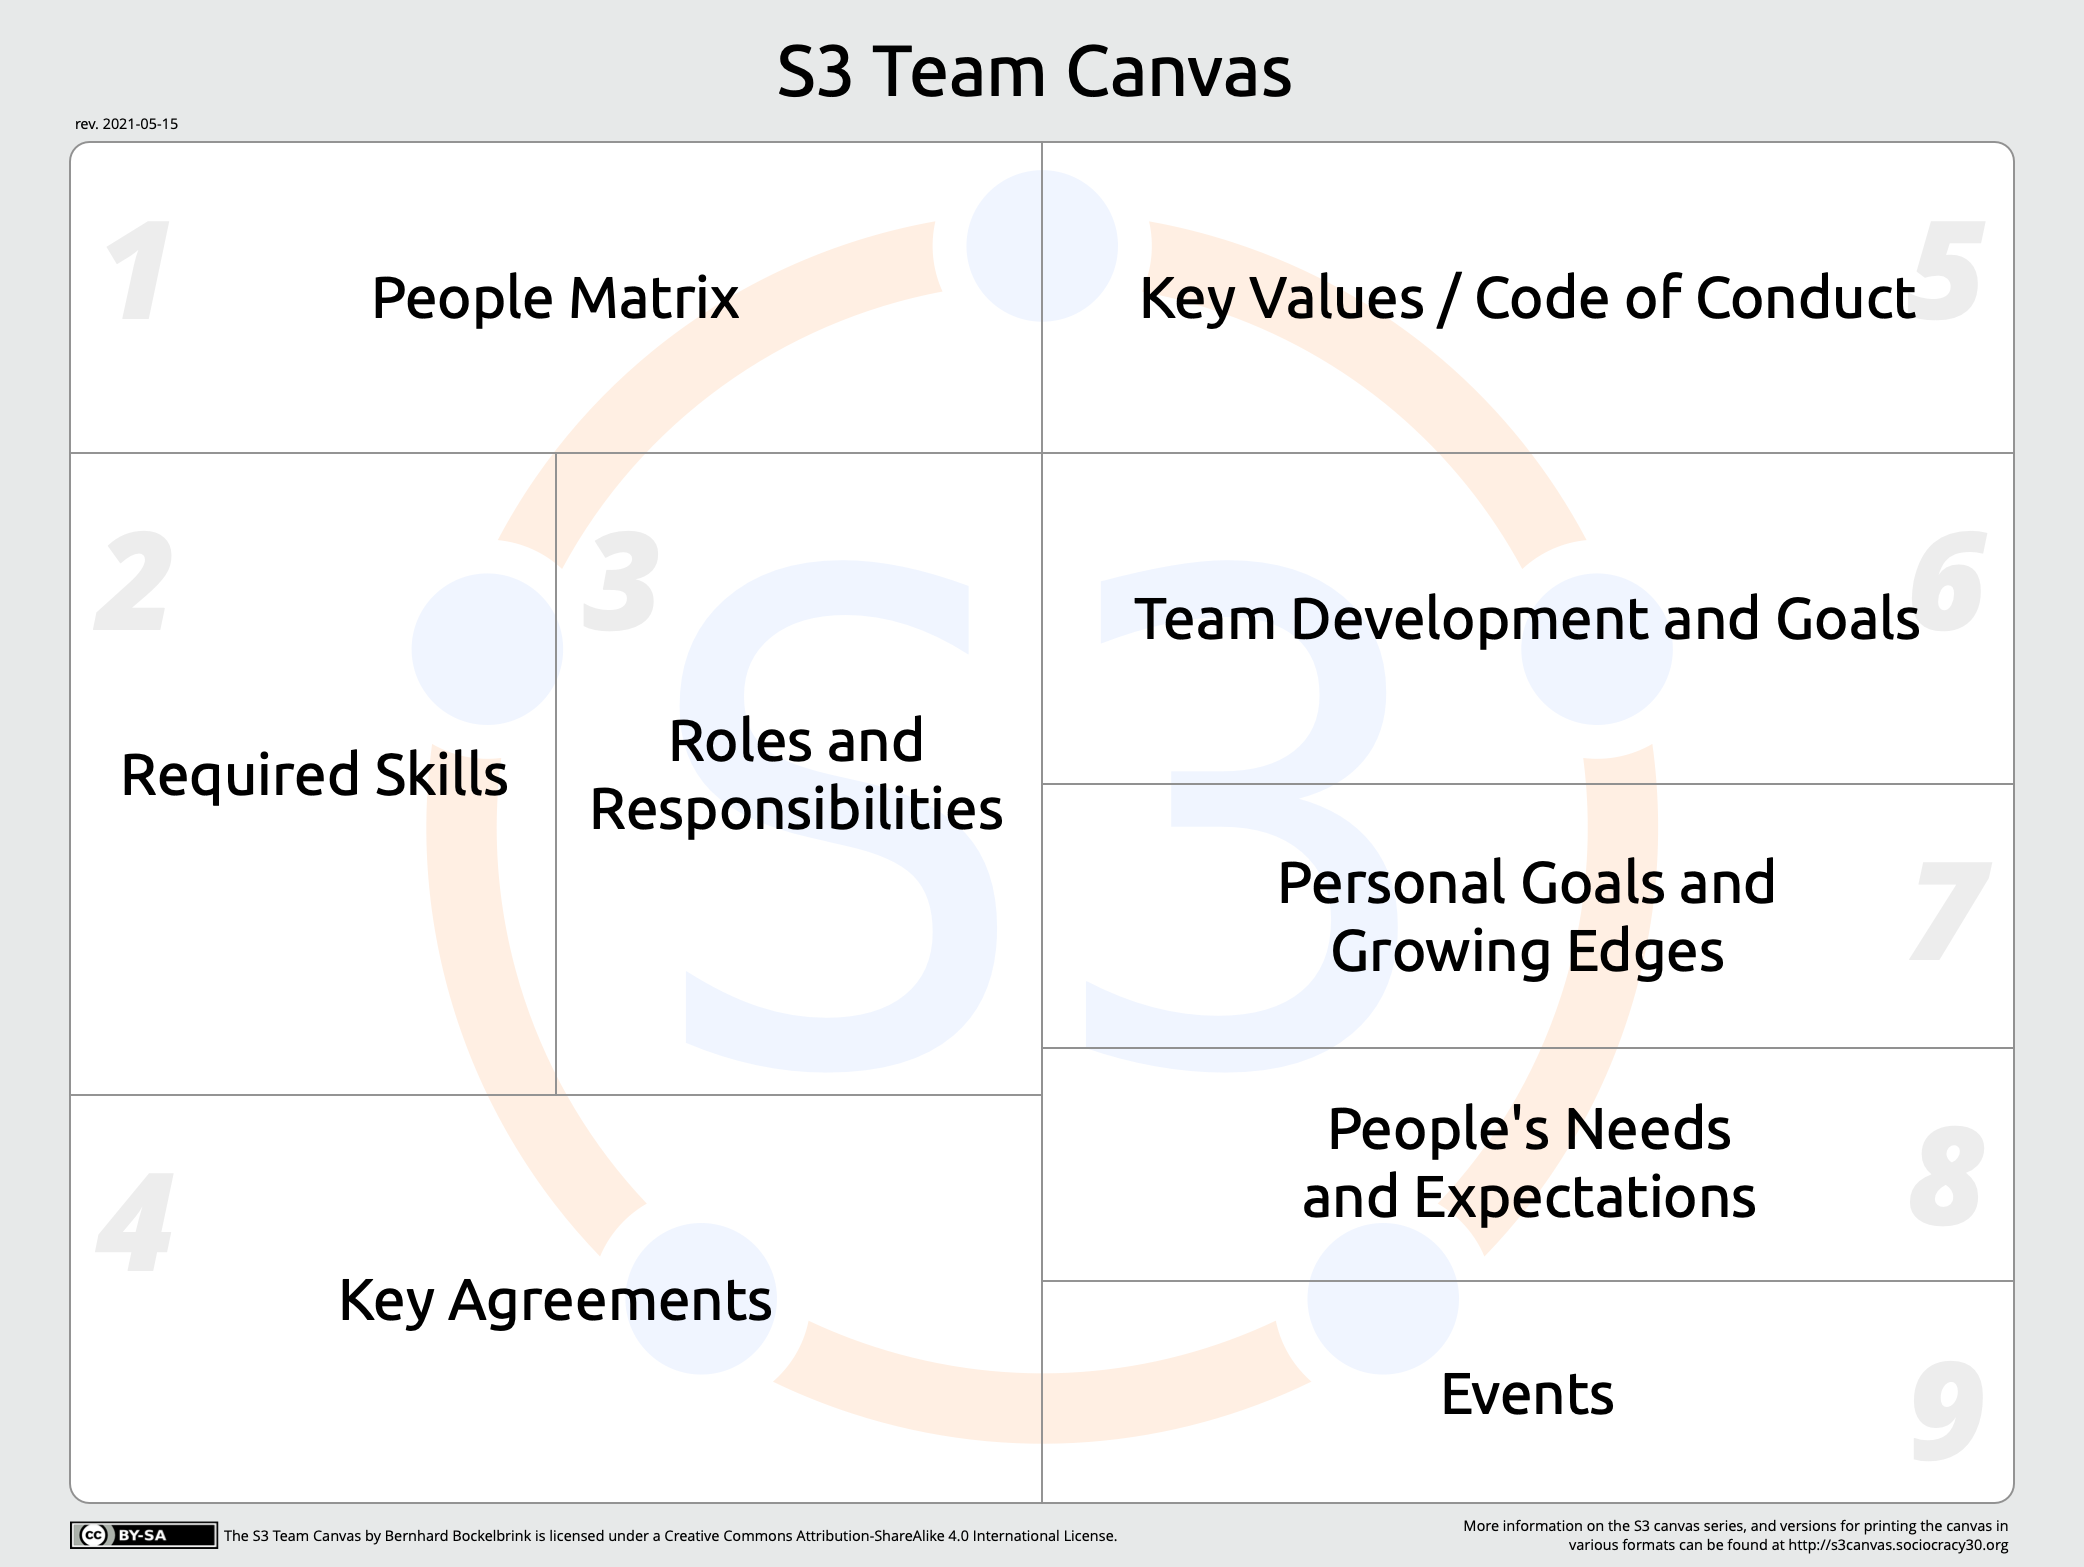 S3 Team Canvas
rev. 2021-05-15
1
People Matrix
2
Required Skills
3
Roles and
Responsibilities
4
Key Agreements
5
Key Values / Code of Conduct
6
Team Development and Goals
7
Personal Goals and
Growing Edges
8
People's Needs
and Expectations
9
Events
S3
cc BY-SA
The S3 Team Canvas by Bernhard Bockelbrink is licensed under a Creative Commons Attribution-ShareAlike 4.0 International License.
More information on the S3 canvas series, and versions for printing the canvas in
various formats can be found at http://s3canvas.sociocracy30.org